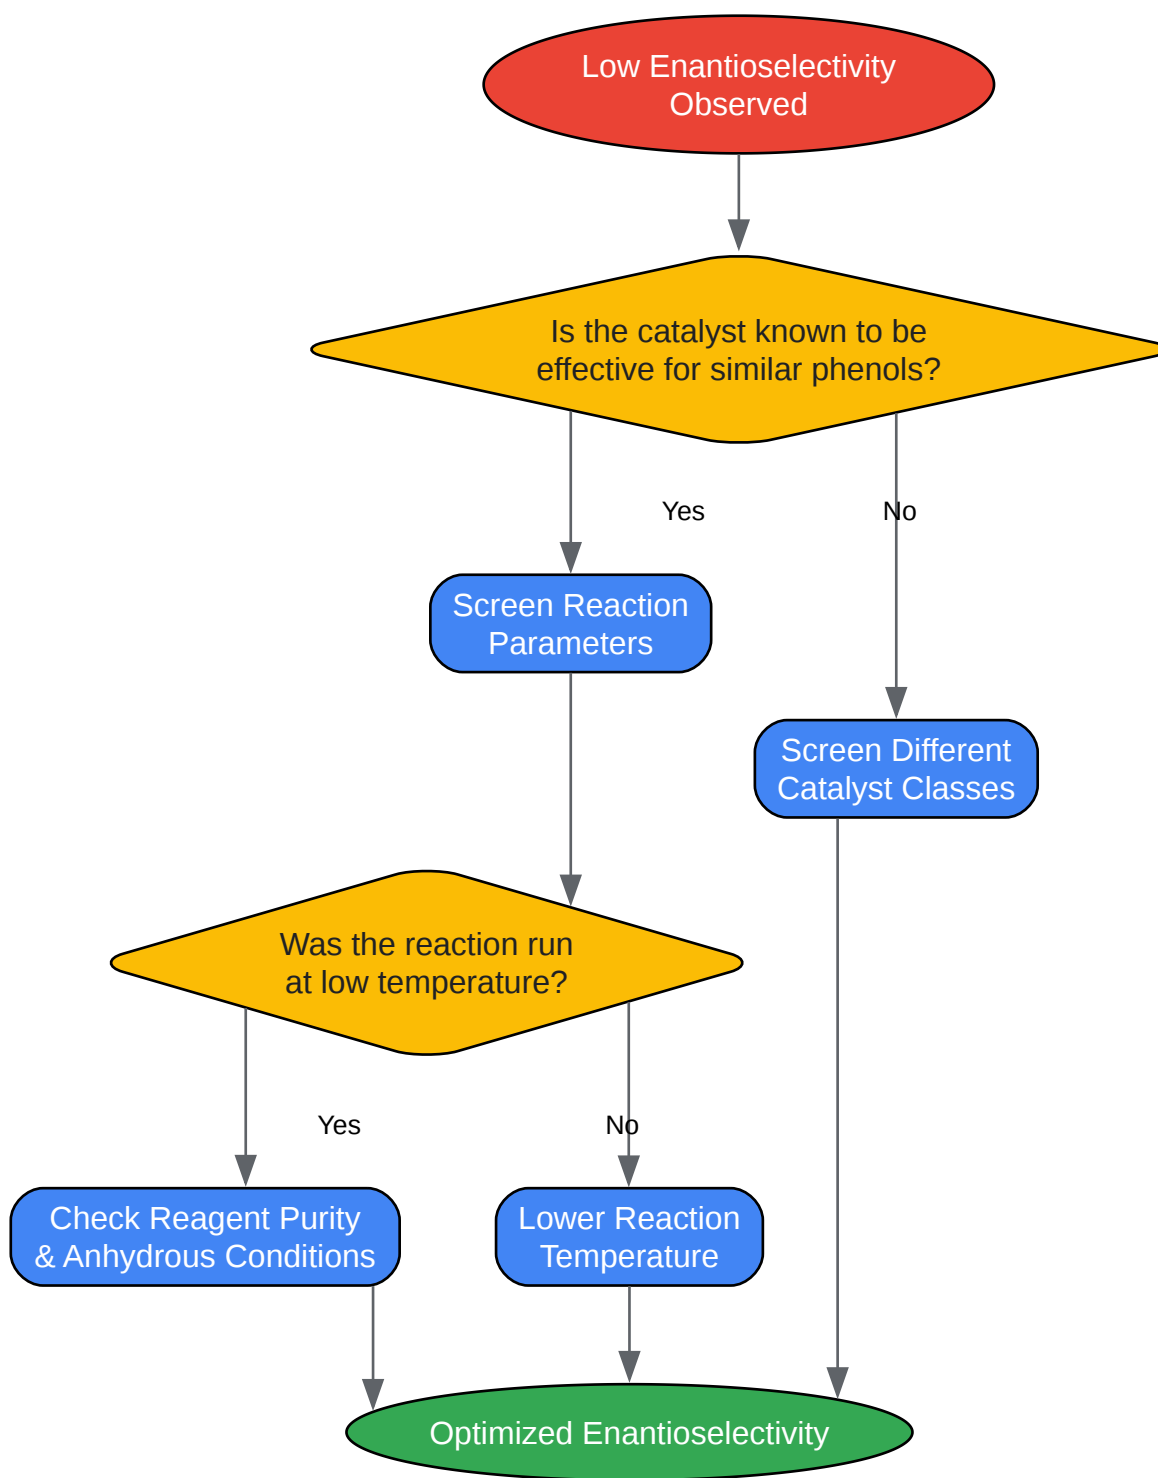 Low Enantioselectivity
Observed
Is the catalyst known to be
effective for similar phenols?
Yes
No
Screen Reaction
Parameters
Screen Different
Catalyst Classes
Was the reaction run
at low temperature?
Yes
No
Check Reagent Purity
& Anhydrous Conditions
Lower Reaction
Temperature
Optimized Enantioselectivity